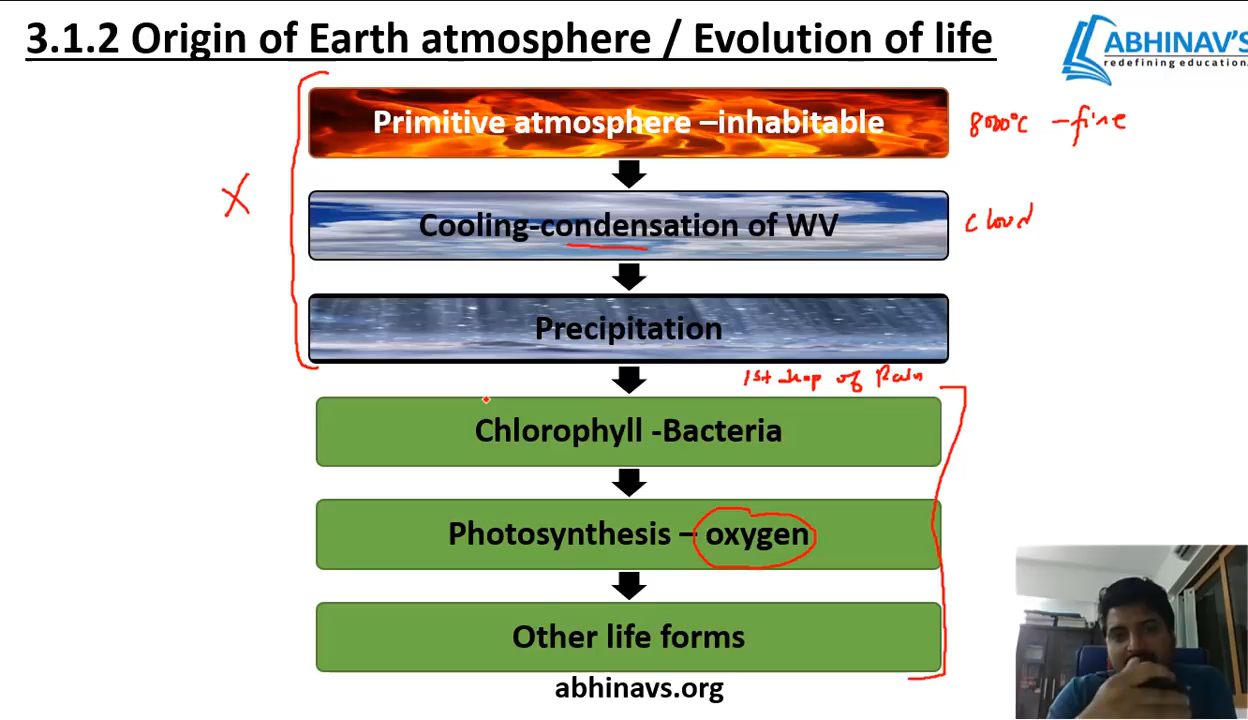 3.1.2 Origin of Earth atmosphere / Evolution of life
ABHINAV'S
redefining education.
Primitive atmosphere –inhabitable
8000°C – fire
Cooling-condensation of WV
cloud
Precipitation
1st drop of Rain
X
Chlorophyll -Bacteria
Photosynthesis – oxygen
Other life forms
abhinavs.org